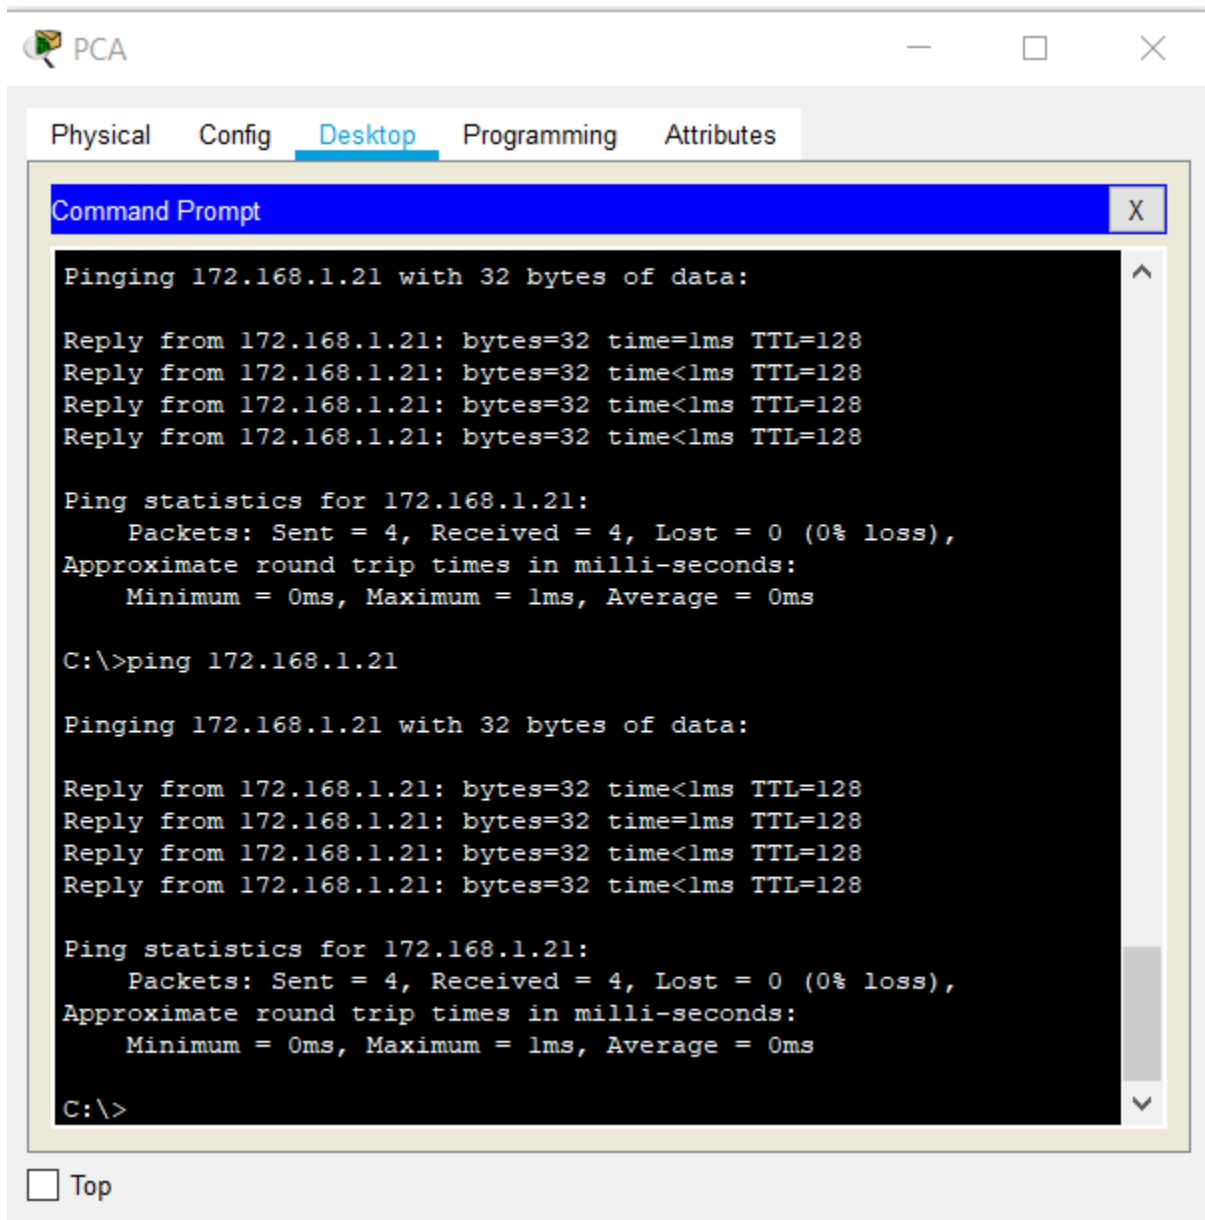 PCA
Physical Config Desktop Programming Attributes
Command Prompt X
Pinging 172.168.1.21 with 32 bytes of data:
Reply from 172.168.1.21: bytes=32 time=1ms TTL=128
Reply from 172.168.1.21: bytes=32 time<1ms TTL=128
Reply from 172.168.1.21: bytes=32 time<1ms TTL=128
Reply from 172.168.1.21: bytes=32 time<1ms TTL=128
Ping statistics for 172.168.1.21:
Packets: Sent = 4, Received = 4, Lost = 0 (0% loss),
Approximate round trip times in milli-seconds:
Minimum = 0ms, Maximum = 1ms, Average = 0ms
C:\>ping 172.168.1.21
Pinging 172.168.1.21 with 32 bytes of data:
Reply from 172.168.1.21: bytes=32 time<1ms TTL=128
Reply from 172.168.1.21: bytes=32 time=1ms TTL=128
Reply from 172.168.1.21: bytes=32 time<1ms TTL=128
Reply from 172.168.1.21: bytes=32 time<1ms TTL=128
Ping statistics for 172.168.1.21:
Packets: Sent = 4, Received = 4, Lost = 0 (0% loss),
Approximate round trip times in milli-seconds:
Minimum = 0ms, Maximum = 1ms, Average = 0ms
C:\>
Top